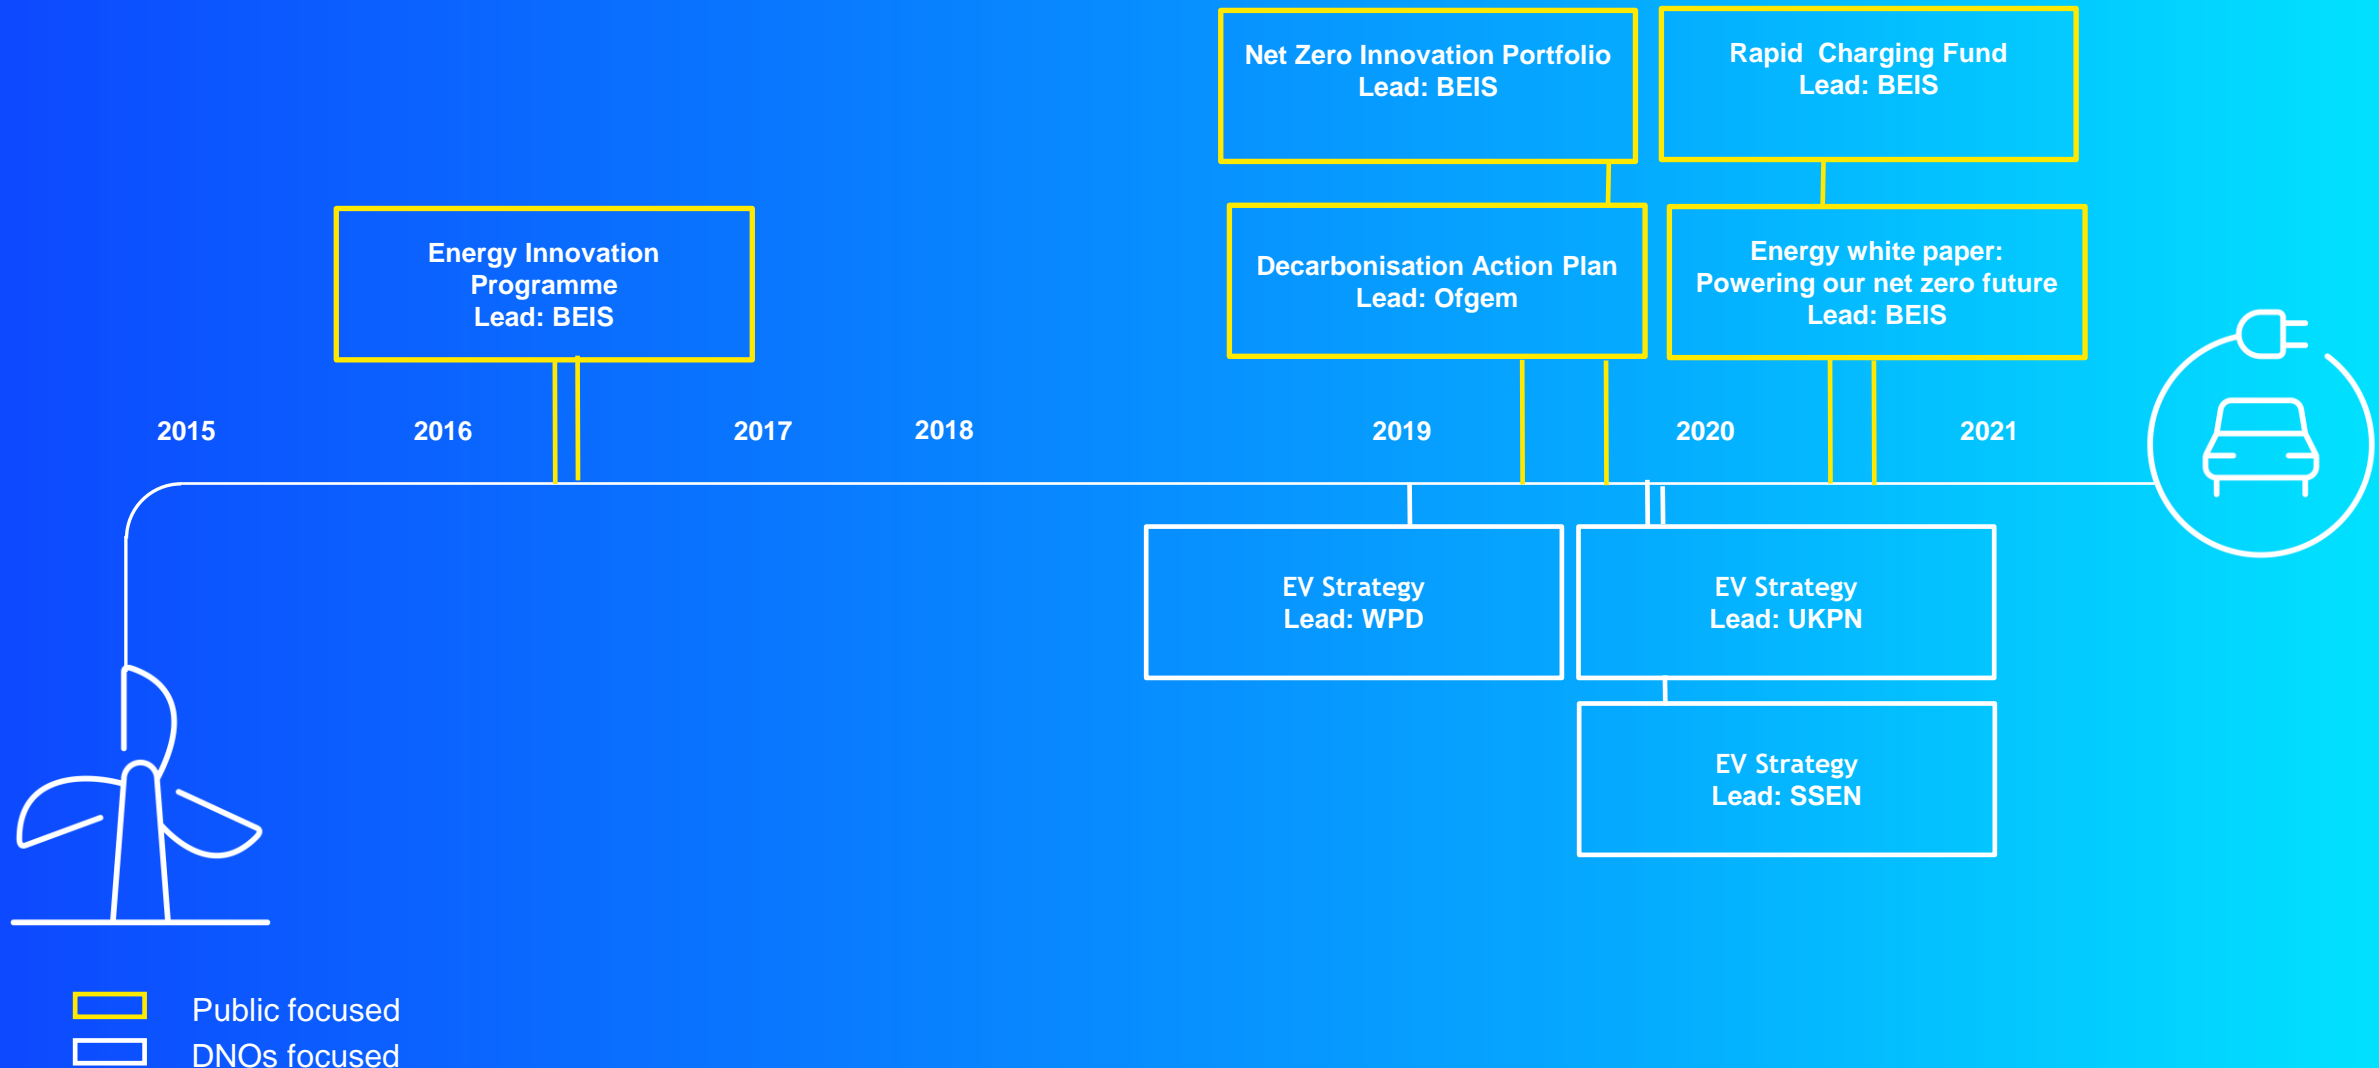 Net Zero Innovation Portfolio
Lead: BEIS
Rapid  Charging Fund
Lead: BEIS
Energy Innovation
Programme
Lead: BEIS
Decarbonisation Action Plan
Lead: Ofgem
Energy white paper:
Powering our net zero future
Lead: BEIS
2015
2016
2017
2018
2019
2020
2021
EV Strategy
Lead: WPD
EV Strategy
Lead: UKPN
EV Strategy
Lead: SSEN
Public focused
DNOs focused